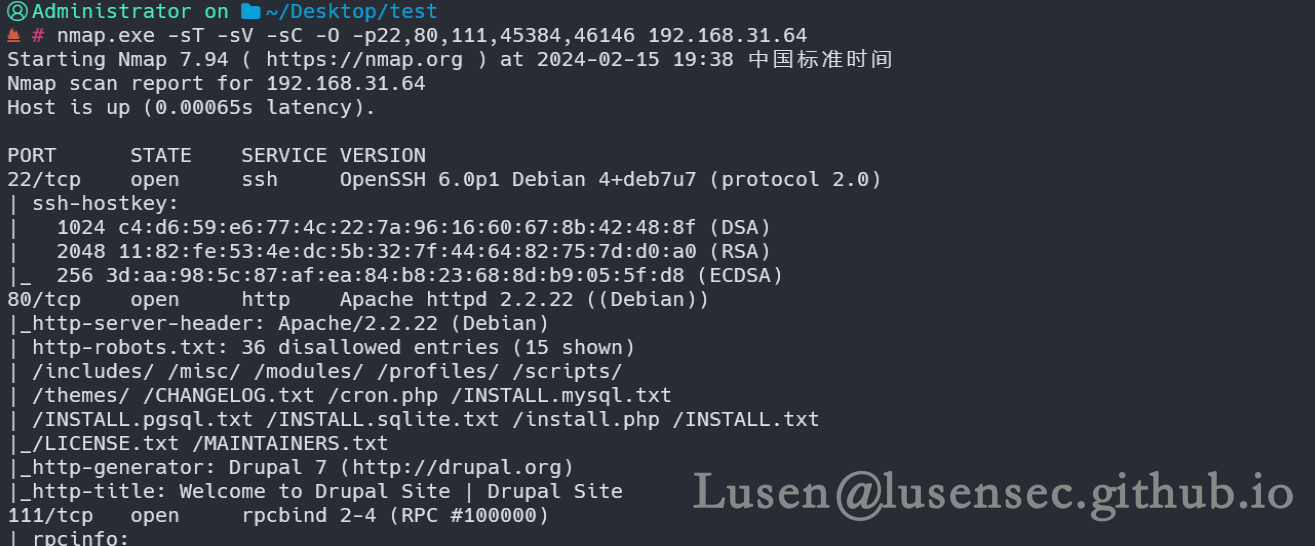 Administrator on ~/Desktop/test
# nmap.exe -sT -sV -sC -O -p22,80,111,45384,46146 192.168.31.64
Starting Nmap 7.94 ( https://nmap.org ) at 2024-02-15 19:38 中国标准时间
Nmap scan report for 192.168.31.64
Host is up (0.00065s latency).
PORT      STATE    SERVICE VERSION
22/tcp    open     ssh     OpenSSH 6.0p1 Debian 4+deb7u7 (protocol 2.0)
| ssh-hostkey:
|   1024 c4:d6:59:e6:77:4c:22:7a:96:16:60:67:8b:42:48:8f (DSA)
|   2048 11:82:fe:53:4e:dc:5b:32:7f:44:64:82:75:7d:d0:a0 (RSA)
|_  256 3d:aa:98:5c:87:af:ea:84:b8:23:68:8d:b9:05:5f:d8 (ECDSA)
80/tcp    open     http    Apache httpd 2.2.22 ((Debian))
|_http-server-header: Apache/2.2.22 (Debian)
| http-robots.txt: 36 disallowed entries (15 shown)
| /includes/ /misc/ /modules/ /profiles/ /scripts/
| /themes/ /CHANGELOG.txt /cron.php /INSTALL.mysql.txt
| /INSTALL.pgsql.txt /INSTALL.sqlite.txt /install.php /INSTALL.txt
|_/LICENSE.txt /MAINTAINERS.txt
|_http-generator: Drupal 7 (http://drupal.org)
|_http-title: Welcome to Drupal Site | Drupal Site
111/tcp   open     rpcbind 2-4 (RPC #100000)
| rpcinfo:
Lusen@lusensec.github.io